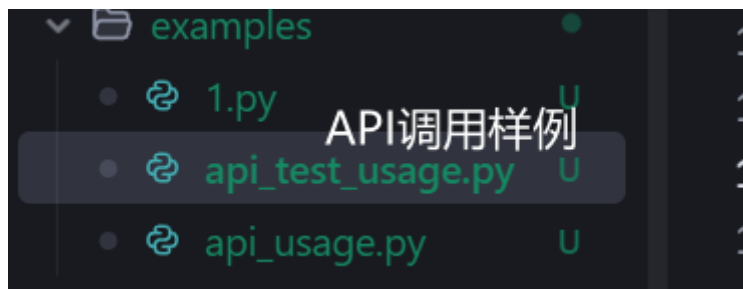 examples
1.py U
API调用样例
api_test_usage.py U
api_usage.py U